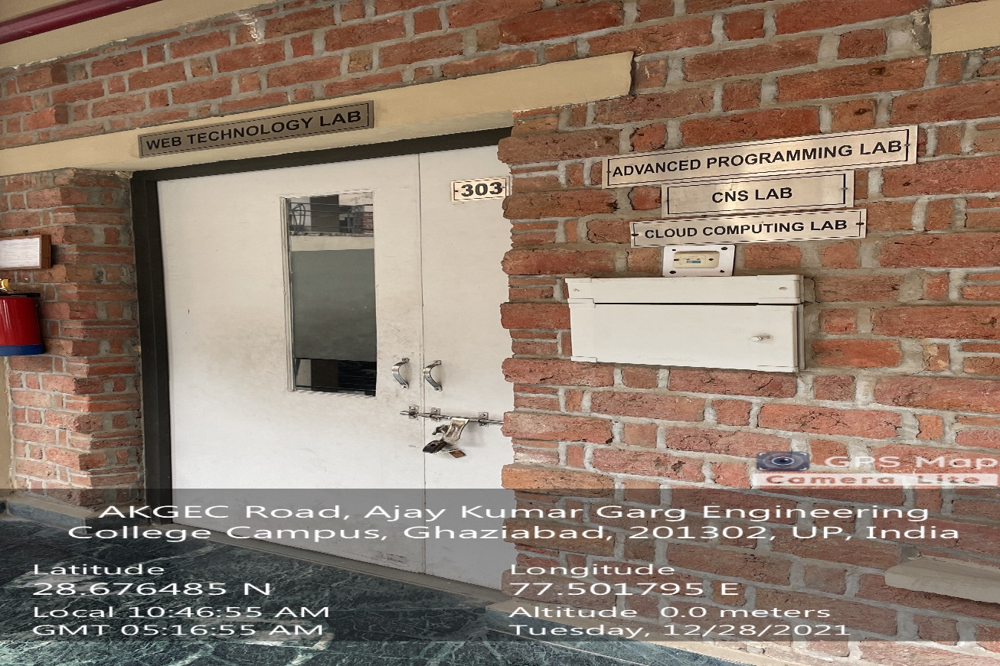 WEB TECHNOLOGY LAB
303
ADVANCED PROGRAMMING LAB
CNS LAB
CLOUD COMPUTING LAB
GPS Map
Camera Lite
AKGEC Road, Ajay Kumar Garg Engineering
College Campus, Ghaziabad, 201302, UP, India
Latitude
28.676485 N
Longitude
77.501795 E
Local 10:46:55 AM
GMT 05:16:55 AM
Altitude 0.0 meters
Tuesday, 12/28/2021